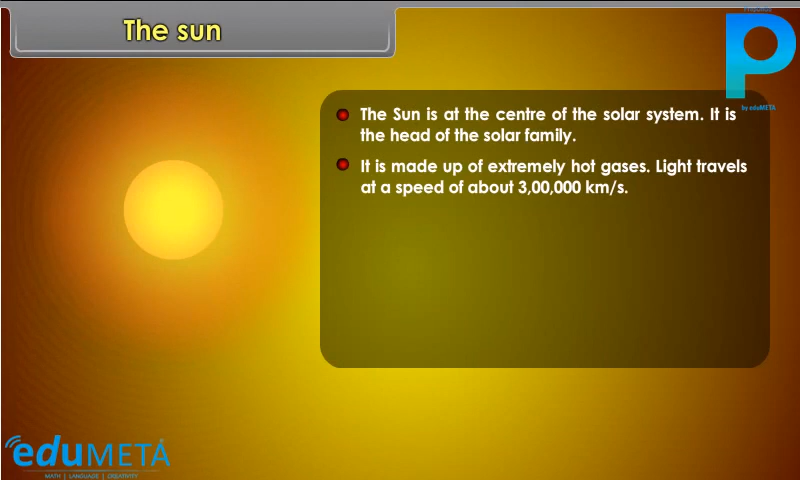 The sun
P
by eduMETA
The Sun is at the centre of the solar system. It is
the head of the solar family.
It is made up of extremely hot gases. Light travels
at a speed of about 3,00,000 km/s.
eduMETA
MATH | LANGUAGE | CREATIVITY